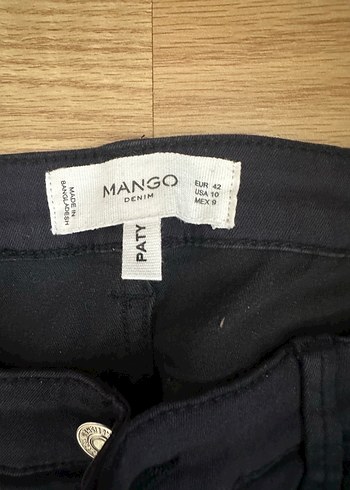 MADE IN
BANGLADESH
MANGO
DENIM
EUR 42
USA 10
MEX 9
PATY